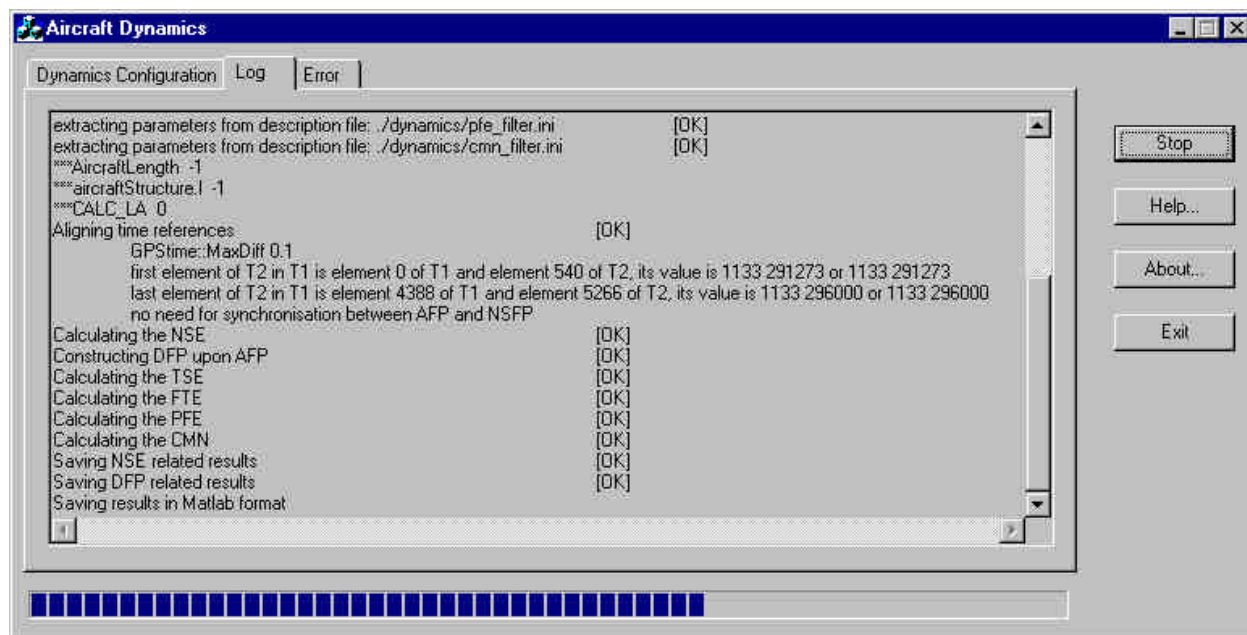 Aircraft Dynamics
Dynamics Configuration Log Error
extracting parameters from description file: ./dynamics/pfe_filter.ini [OK]
extracting parameters from description file: ./dynamics/cmn_filter.ini [OK]
***AircraftLength -1
***aircraftStructure.l -1
***CALC_LA 0
Aligning time references [OK]
GPStime::MaxDiff 0.1
first element of T2 in T1 is element 0 of T1 and element 540 of T2, its value is 1133 291273 or 1133 291273
last element of T2 in T1 is element 4388 of T1 and element 5266 of T2, its value is 1133 296000 or 1133 296000
no need for synchronisation between AFP and NSFP
Calculating the NSE [OK]
Constructing DFP upon AFP [OK]
Calculating the TSE [OK]
Calculating the FTE [OK]
Calculating the PFE [OK]
Calculating the CMN [OK]
Saving NSE related results [OK]
Saving DFP related results [OK]
Saving results in Matlab format
Stop
Help...
About...
Exit